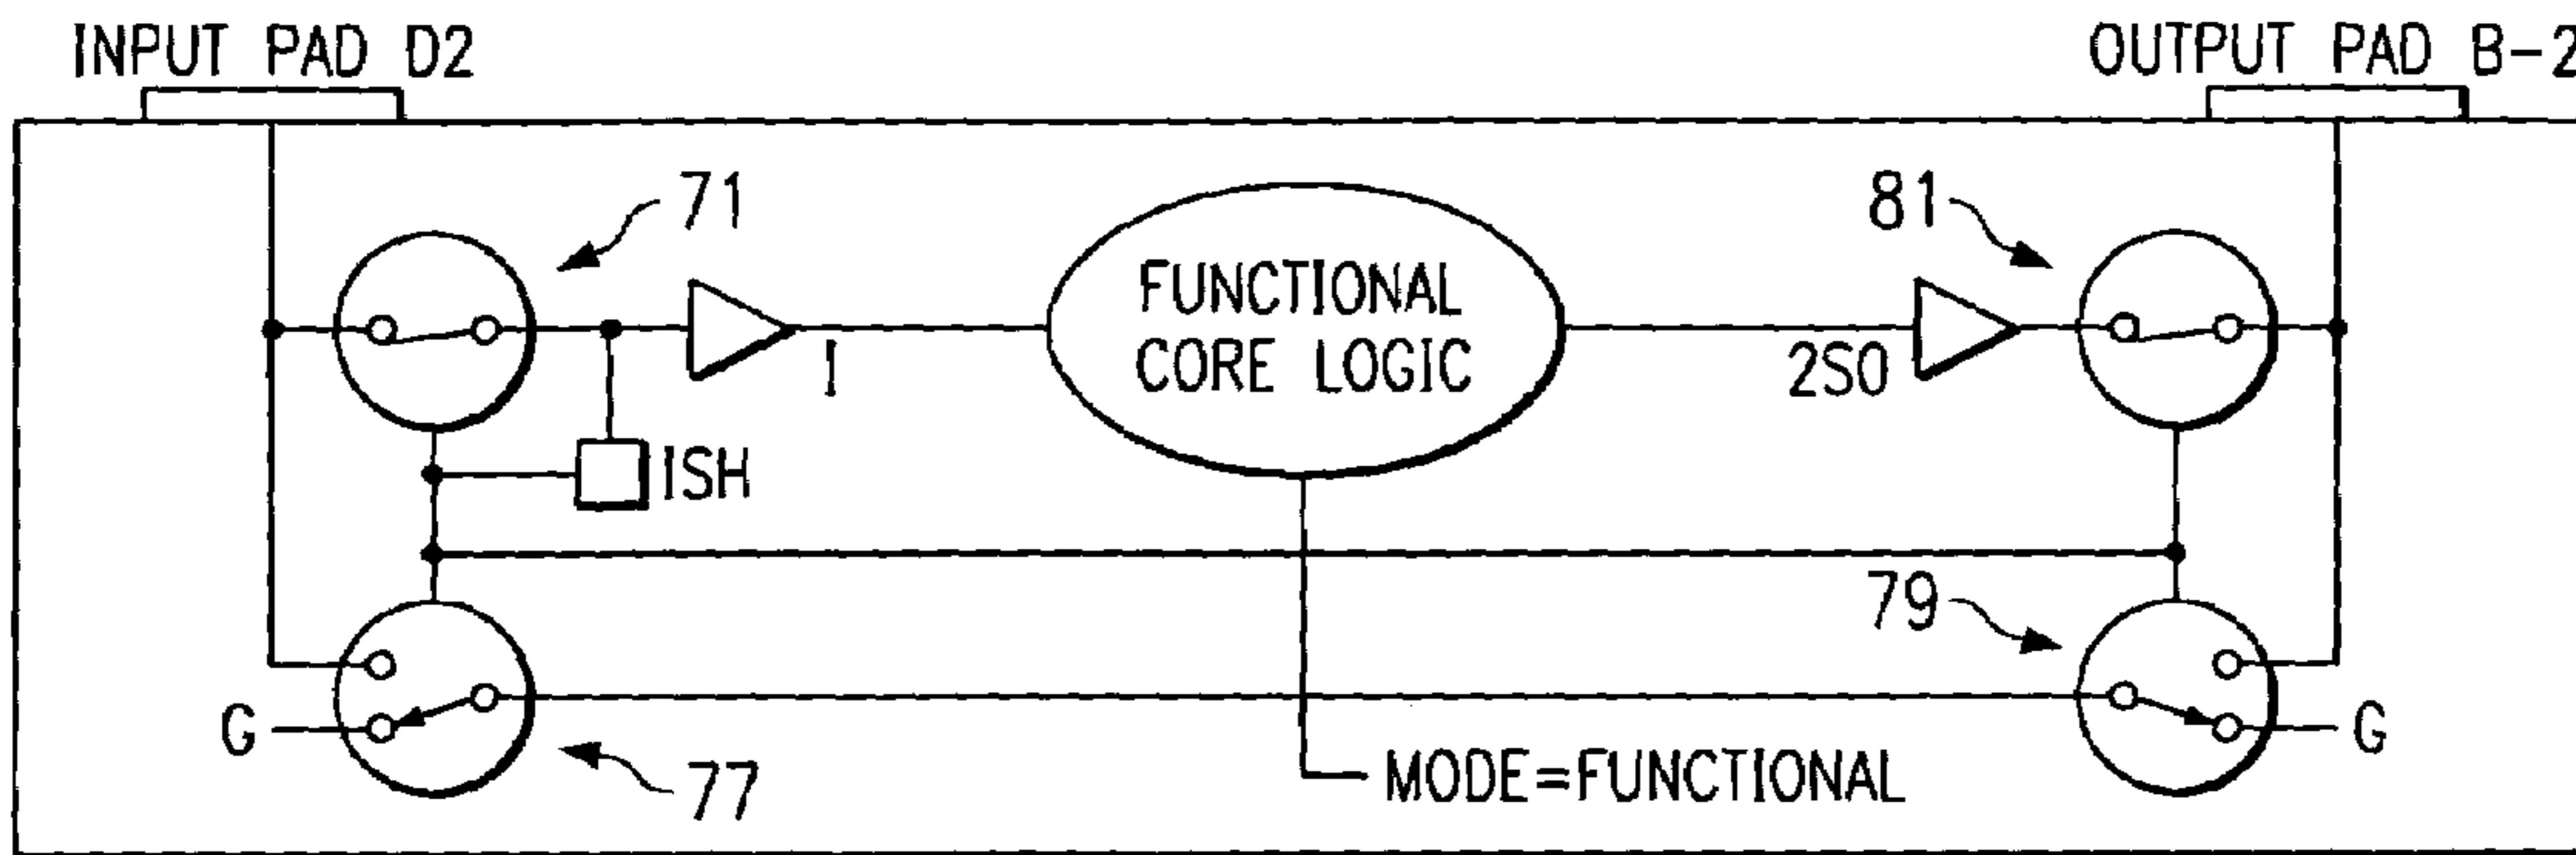 INPUT PAD D2
OUTPUT PAD B-2
71
81
FUNCTIONAL
CORE LOGIC
I
2SO
ISH
79
G
G
MODE=FUNCTIONAL
77